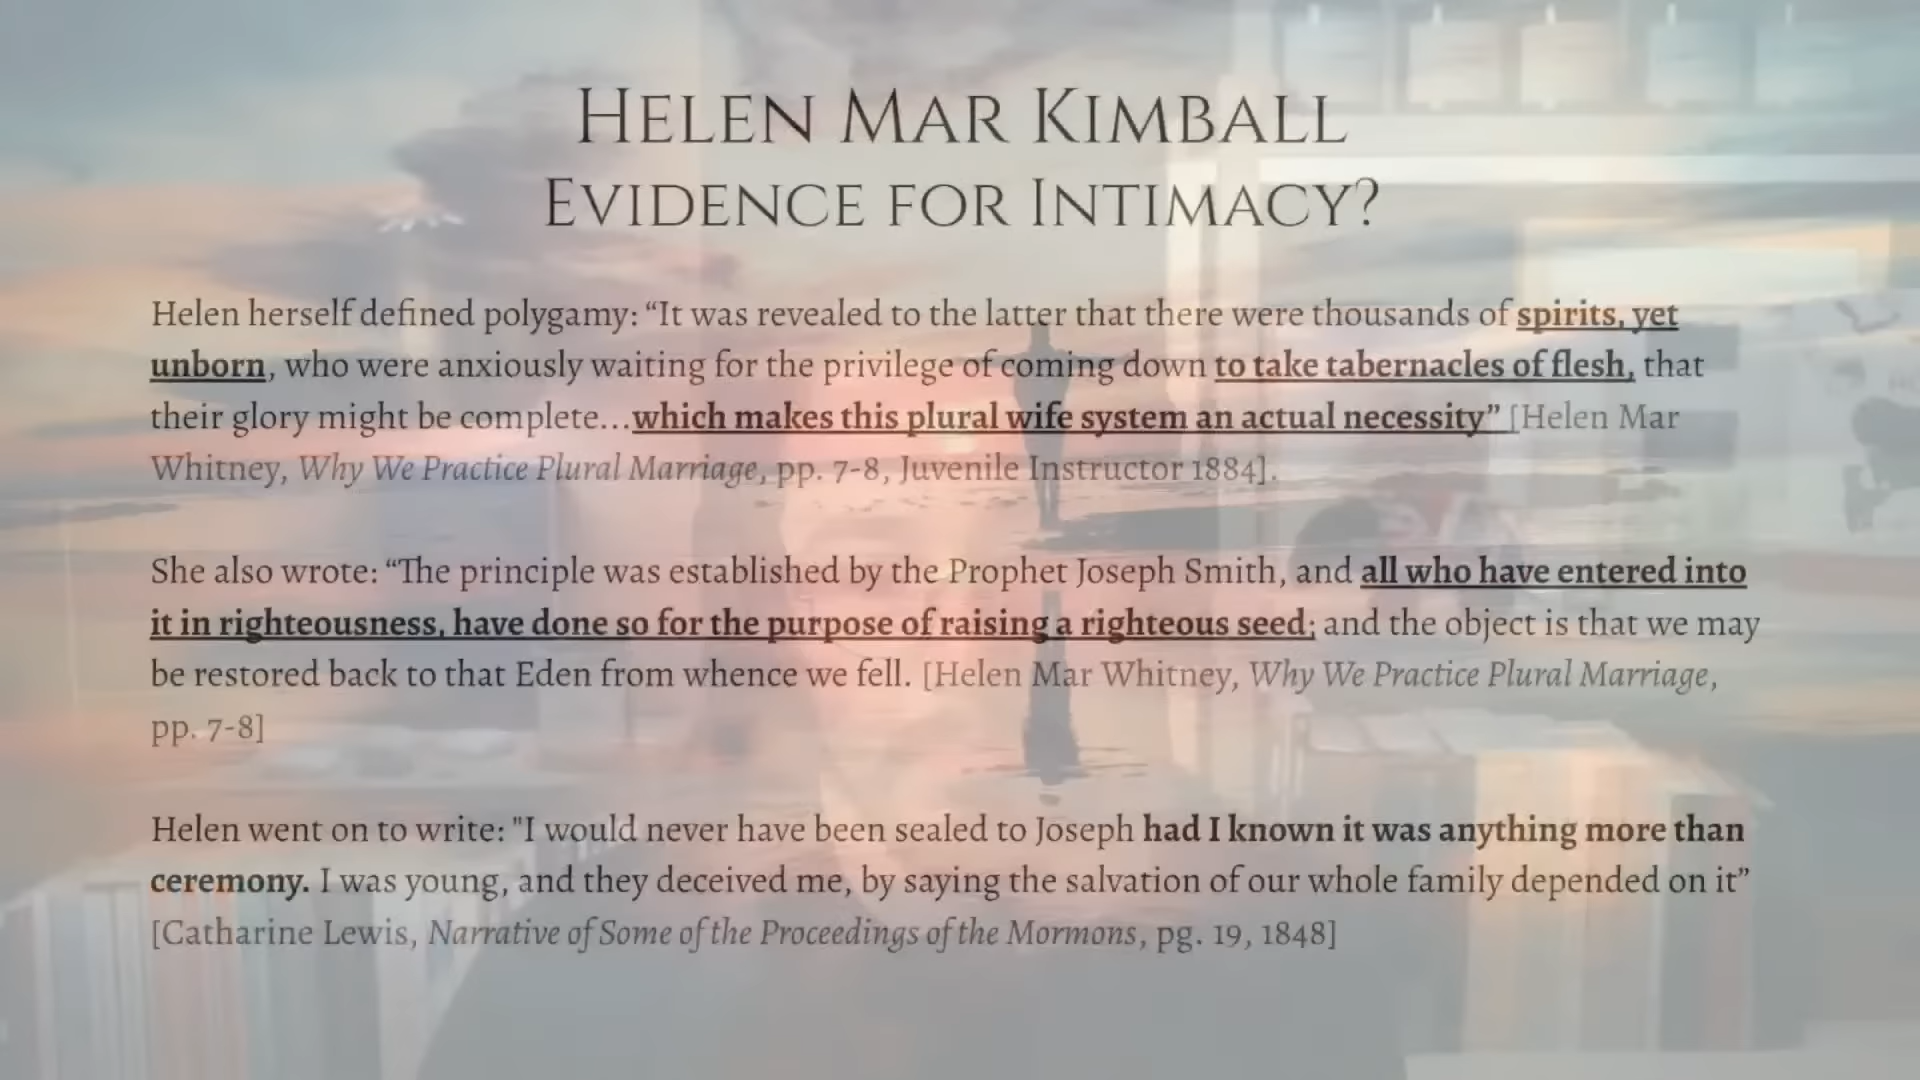 HELEN MAR KIMBALL
EVIDENCE FOR INTIMACY?
Helen herself defined polygamy: “It was revealed to the latter that there were thousands of spirits, yet
unborn, who were anxiously waiting for the privilege of coming down to take tabernacles of flesh, that
their glory might be complete…which makes this plural wife system an actual necessity” [Helen Mar
Whitney, Why We Practice Plural Marriage, pp. 7-8, Juvenile Instructor 1884].
She also wrote: “The principle was established by the Prophet Joseph Smith, and all who have entered into
it in righteousness, have done so for the purpose of raising a righteous seed; and the object is that we may
be restored back to that Eden from whence we fell. [Helen Mar Whitney, Why We Practice Plural Marriage,
pp. 7-8]
Helen went on to write: "I would never have been sealed to Joseph had I known it was anything more than
ceremony. I was young, and they deceived me, by saying the salvation of our whole family depended on it”
[Catharine Lewis, Narrative of Some of the Proceedings of the Mormons, pg. 19, 1848]